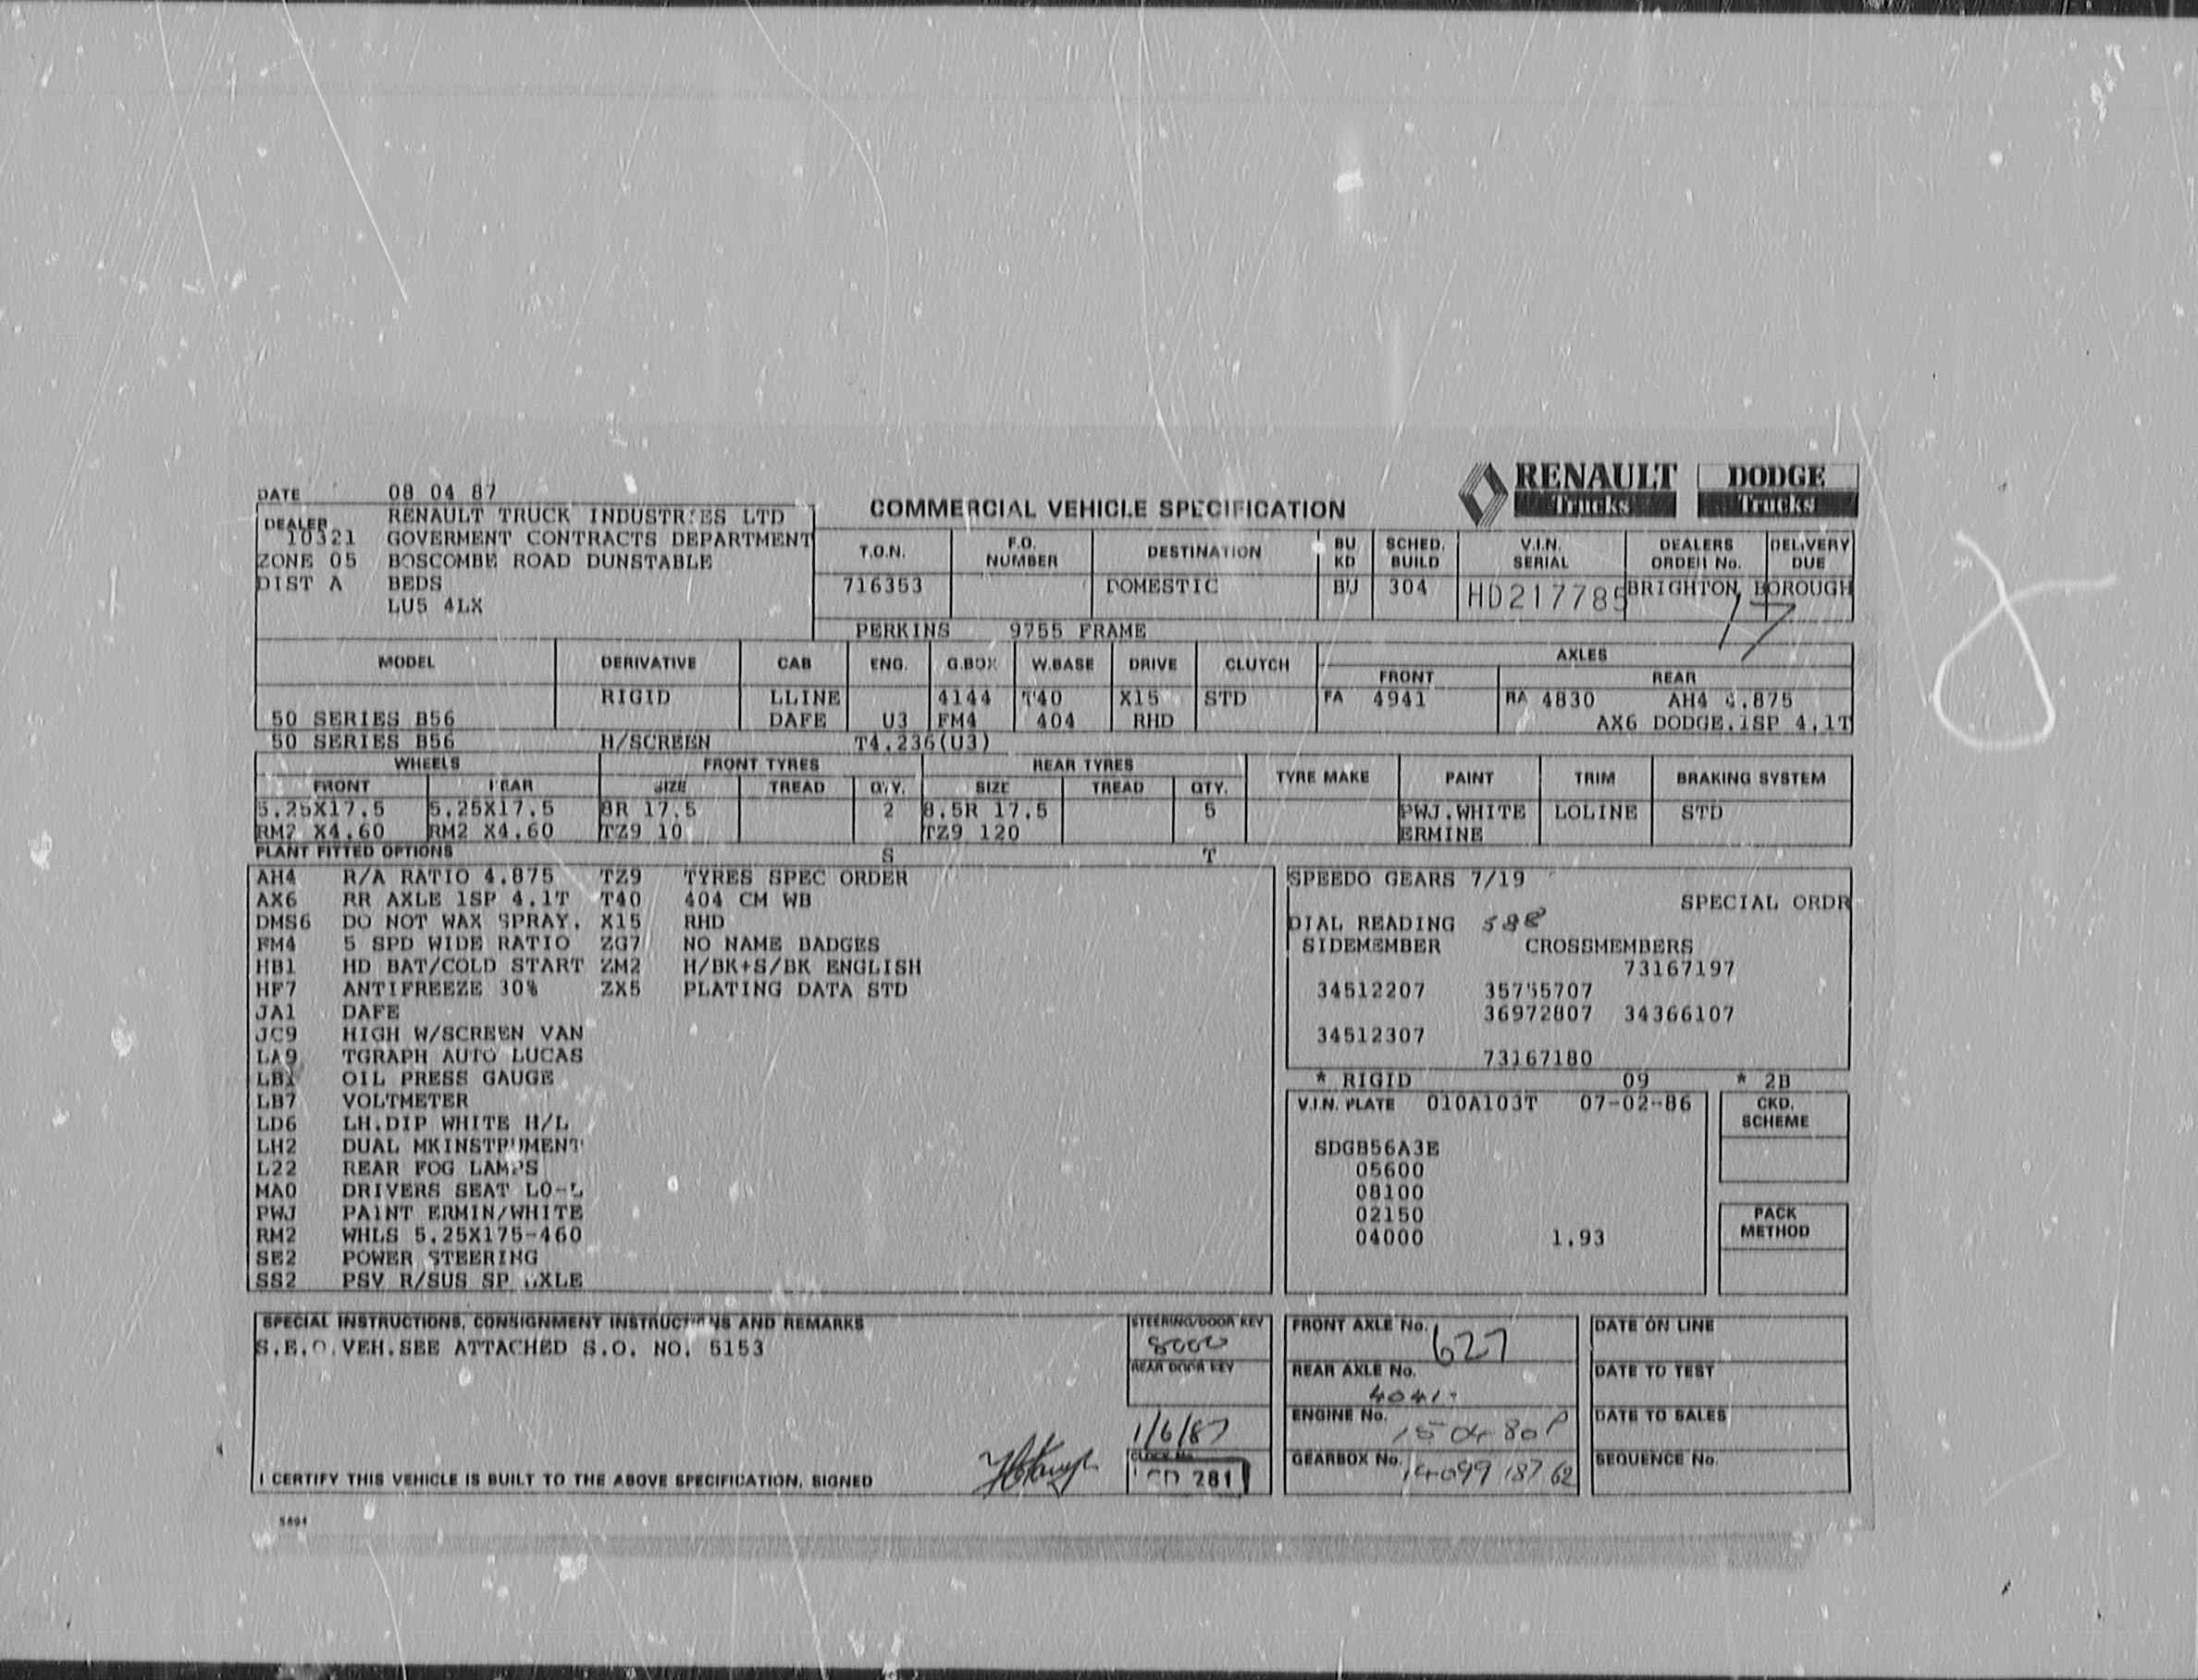 RENAULT DODGE
Trucks Trucks
DATE 08 04 87
COMMERCIAL VEHICLE SPECIFICATION
DEALER RENAULT TRUCK INDUSTRIES LTD
10321 GOVERMENT CONTRACTS DEPARTMENT
ZONE 05 BOSCOMBE ROAD DUNSTABLE
DIST A BEDS
LU5 4LX
T.O.N. F.O. NUMBER DESTINATION BU KD SCHED. BUILD V.I.N. SERIAL DEALERS ORDER No. DELIVERY DUE
716353 DOMESTIC BU 304 HD217785 BRIGHTON BOROUGH
17
PERKINS 9755 FRAME
MODEL DERIVATIVE CAB ENG. G.BOX W.BASE DRIVE CLUTCH AXLES
FRONT REAR
RIGID LLINE 4144 T40 X15 STD FA 4941 RA 4830 AH4 4.875
50 SERIES B56 DAFE U3 FM4 404 RHD AX6 DODGE.1SP 4.1T
50 SERIES B56 H/SCREEN T4.236(U3)
WHEELS FRONT TYRES REAR TYRES TYRE MAKE PAINT TRIM BRAKING SYSTEM
FRONT REAR SIZE TREAD QTY. SIZE TREAD QTY.
5.25X17.5 5.25X17.5 8R 17.5 2 8.5R 17.5 5 PWJ.WHITE LOLINE STD
RM2 X4.60 RM2 X4.60 TZ9 10 TZ9 120 ERMINE
PLANT FITTED OPTIONS S T
AH4 R/A RATIO 4.875 TZ9 TYRES SPEC ORDER
AX6 RR AXLE 1SP 4.1T T40 404 CM WB
DMS6 DO NOT WAX SPRAY. X15 RHD
FM4 5 SPD WIDE RATIO ZG7 NO NAME BADGES
HB1 HD BAT/COLD START ZM2 H/BK+S/BK ENGLISH
HF7 ANTIFREEZE 30% ZX5 PLATING DATA STD
JA1 DAFE
JC9 HIGH W/SCREEN VAN
LA9 TGRAPH AUTO LUCAS
LB1 OIL PRESS GAUGE
LB7 VOLTMETER
LD6 LH.DIP WHITE H/L
LH2 DUAL MKINSTRUMENT
L22 REAR FOG LAMPS
MA0 DRIVERS SEAT LO-L
PWJ PAINT ERMIN/WHITE
RM2 WHLS 5.25X175-460
SE2 POWER STEERING
SS2 PSV R/SUS SP AXLE
SPEEDO GEARS 7/19
SPECIAL ORDR
DIAL READING
SIDEMEMBER CROSSMEMBERS
73167197
34512207 35755707
36972807 34366107
34512307
73167180
* RIGID 09 * 2B
V.I.N. PLATE 010A103T 07-02-86 CKD. SCHEME
SDGB56A3E
05600
08100
02150
04000 1.93
PACK METHOD
8
SPECIAL INSTRUCTIONS, CONSIGNMENT INSTRUCTIONS AND REMARKS
S.E.O.VEH.SEE ATTACHED S.O. NO. 5153
STEERING/DOOR KEY
8000
REAR DOOR KEY
1/6/87
CLOCK No.
281
I CERTIFY THIS VEHICLE IS BUILT TO THE ABOVE SPECIFICATION. SIGNED
FRONT AXLE No. 627
REAR AXLE No.
ENGINE No.
GEARBOX No.
DATE ON LINE
DATE TO TEST
DATE TO SALES
SEQUENCE No.